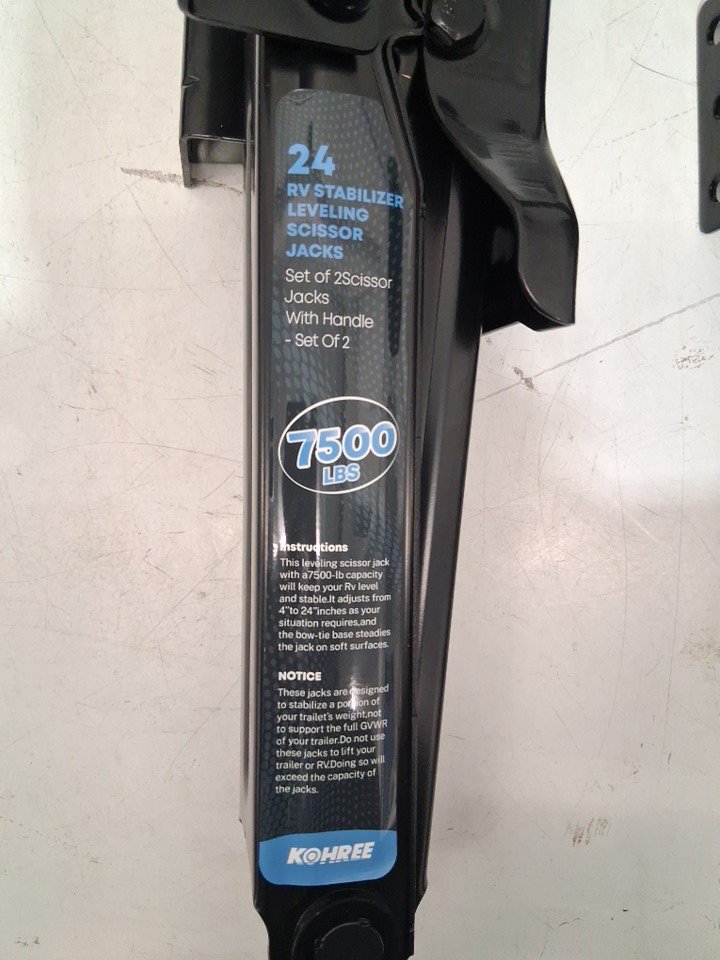 24
RV STABILIZER
LEVELING
SCISSOR
JACKS
Set of 2Scissor
Jacks
With Handle
- Set Of 2
7500
LBS
Instructions
This leveling scissor jack
with a7500-lb capacity
will keep your Rv level
and stable.It adjusts from
4"to 24"inches as your
situation requires,and
the bow-tie base steadies
the jack on soft surfaces.
NOTICE
These jacks are designed
to stabilize a portion of
your trailet's weight,not
to support the full GVWR
of your trailer.Do not use
these jacks to lift your
trailer or RV.Doing so will
exceed the capacity of
the jacks.
KOHREE